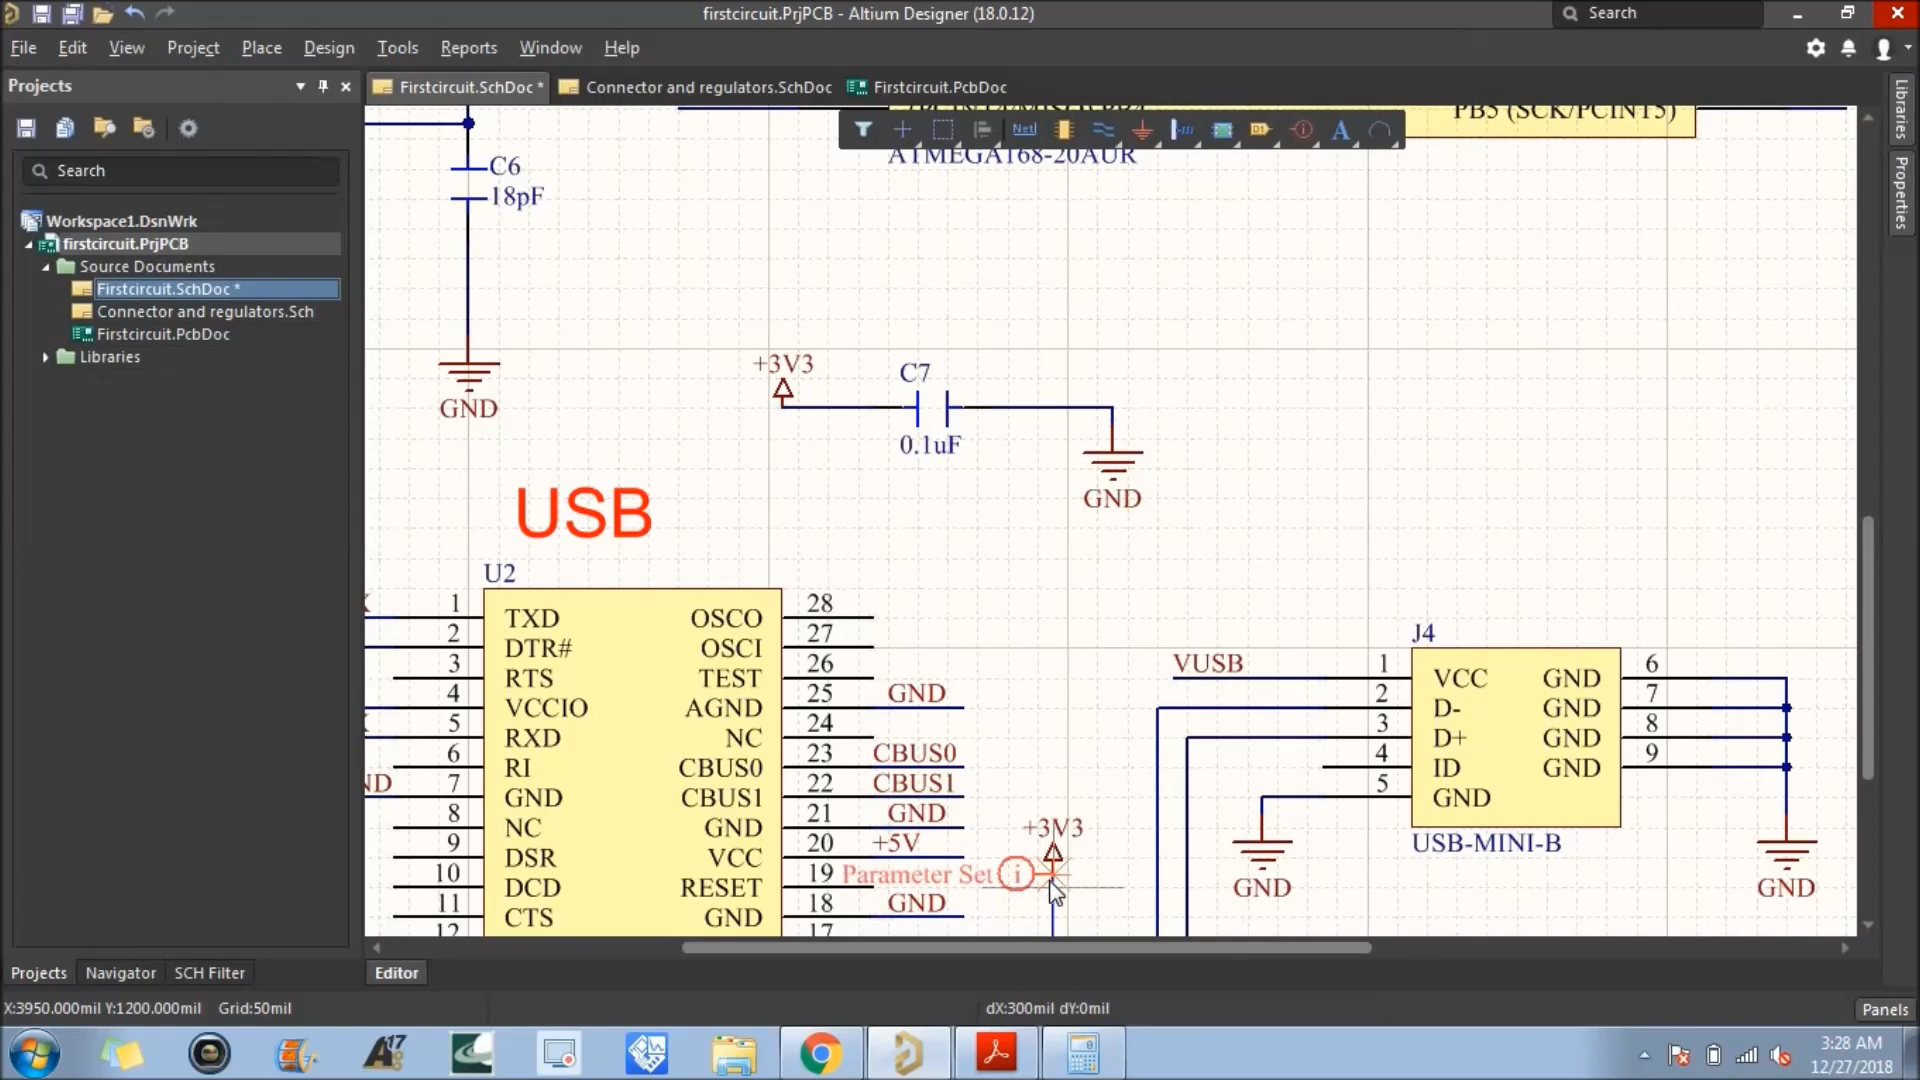 firstcircuit.PrjPCB - Altium Designer (18.0.12)
Search
File Edit View Project Place Design Tools Reports Window Help
Projects
Firstcircuit.SchDoc *
Connector and regulators.SchDoc
Firstcircuit.PcbDoc
Libraries
Properties
Search
Workspace1.DsnWrk
firstcircuit.PrjPCB
Source Documents
Firstcircuit.SchDoc *
Connector and regulators.Sch
Firstcircuit.PcbDoc
Libraries
PB5 (SCK/PCINT5)
Net
D1
A
ATMEGA168-20AUR
C6
18pF
GND
+3V3
C7
0.1uF
GND
USB
U2
1 TXD OSCO 28
2 DTR# OSCI 27
3 RTS TEST 26
4 VCCIO AGND 25 GND
5 RXD NC 24
6 RI CBUS0 23 CBUS0
7 GND CBUS1 22 CBUS1
8 NC GND 21 GND
9 DSR VCC 20 +5V
10 DCD RESET 19
11 CTS GND 18 GND
12 17
+3V3
Parameter Set i
J4
VUSB 1 VCC GND 6
2 D- GND 7
3 D+ GND 8
4 ID GND 9
5 GND
USB-MINI-B
GND
GND
Projects Navigator SCH Filter
Editor
X:3950.000mil Y:1200.000mil Grid:50mil
dX:300mil dY:0mil
Panels
17
3:28 AM
12/27/2018